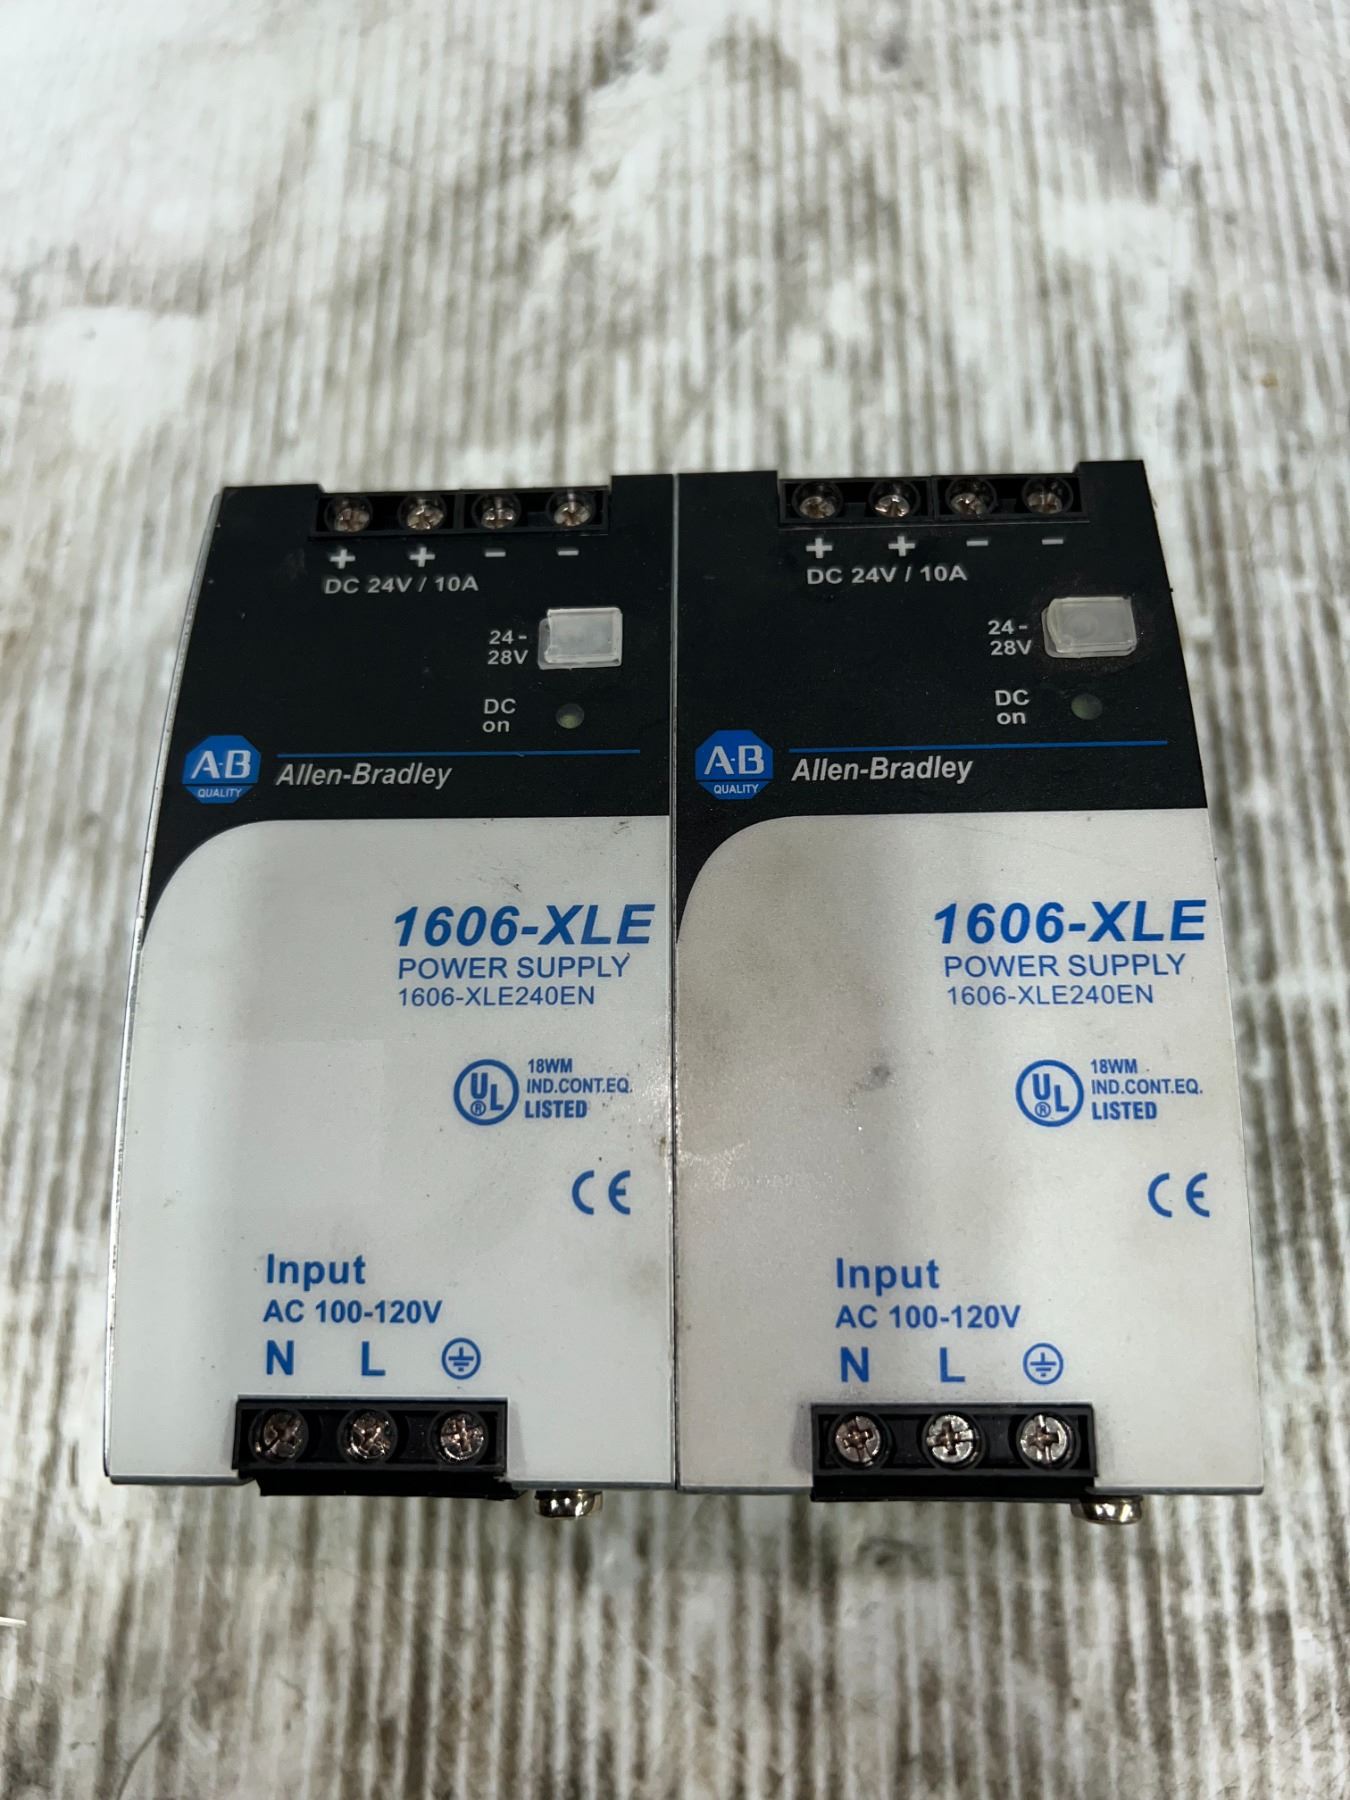 + + - -
DC 24V / 10A
24-
28V
DC
on
A-B
QUALITY
Allen-Bradley
1606-XLE
POWER SUPPLY
1606-XLE240EN
UL
®
18WM
IND.CONT.EQ.
LISTED
CE
Input
AC 100-120V
N L
+ + - -
DC 24V / 10A
24-
28V
DC
on
A-B
QUALITY
Allen-Bradley
1606-XLE
POWER SUPPLY
1606-XLE240EN
UL
®
18WM
IND.CONT.EQ.
LISTED
CE
Input
AC 100-120V
N L